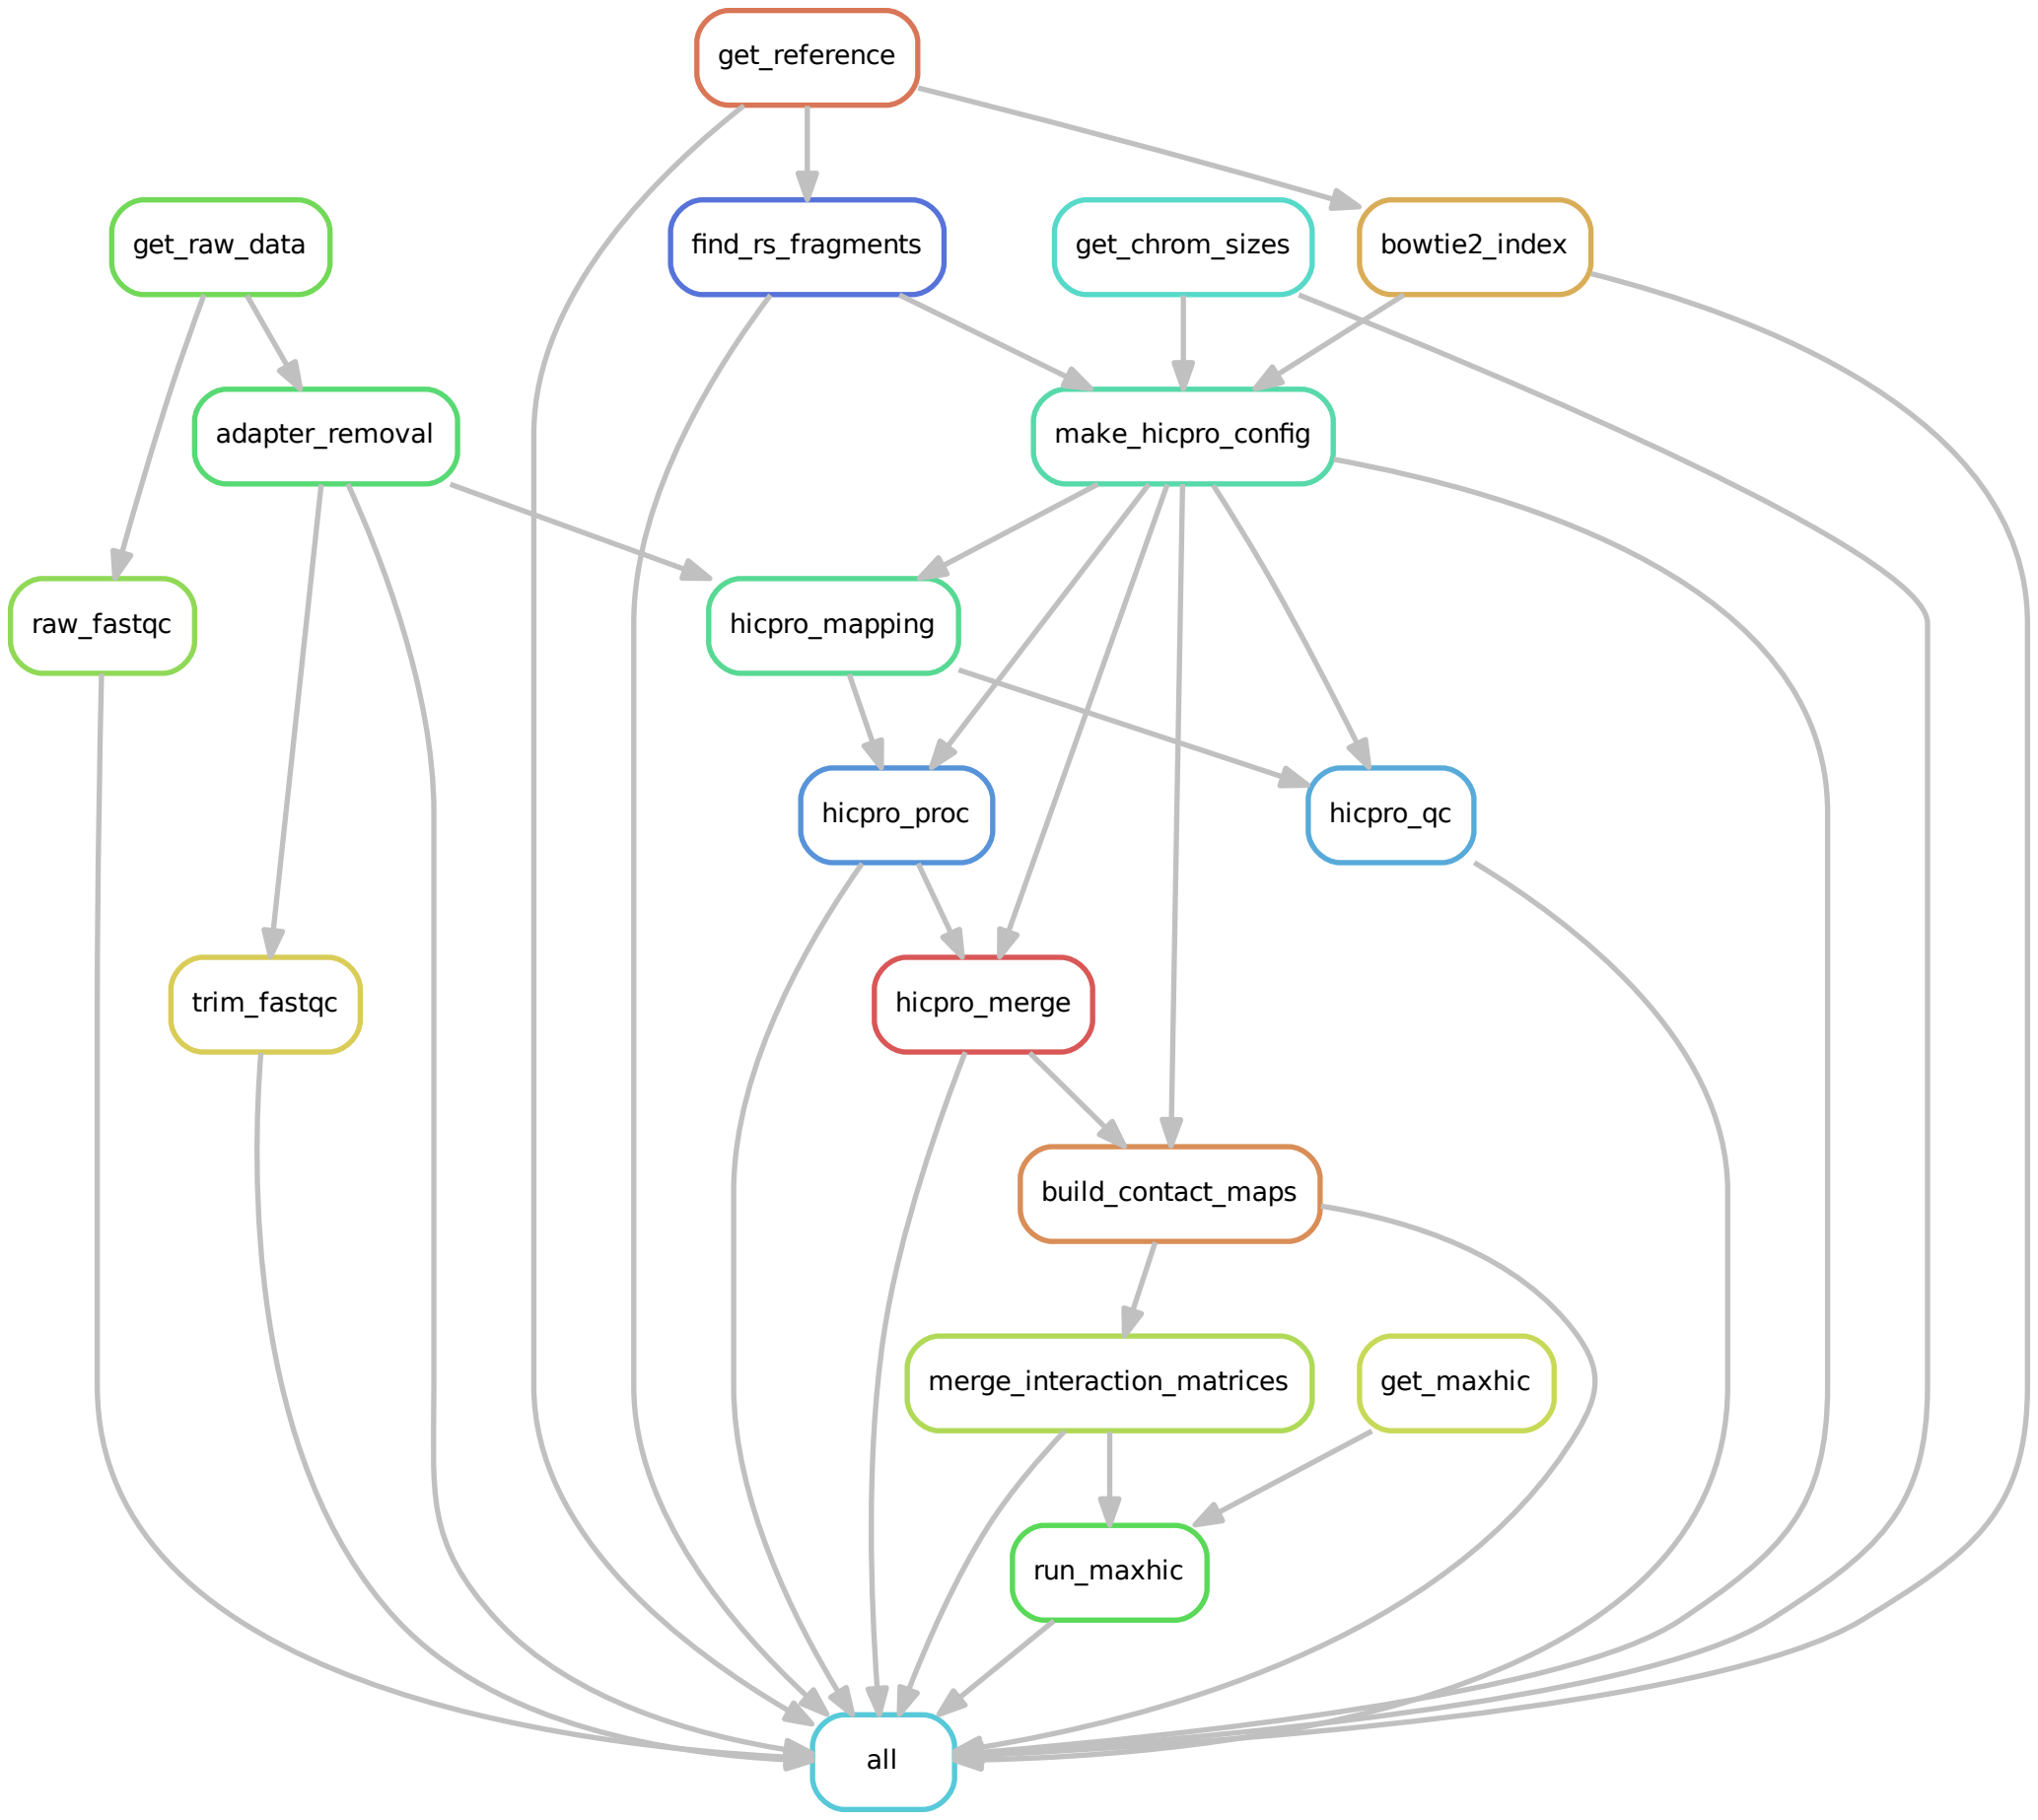 get_reference
get_raw_data
find_rs_fragments
get_chrom_sizes
bowtie2_index
adapter_removal
make_hicpro_config
raw_fastqc
hicpro_mapping
hicpro_proc
hicpro_qc
trim_fastqc
hicpro_merge
build_contact_maps
merge_interaction_matrices
get_maxhic
run_maxhic
all